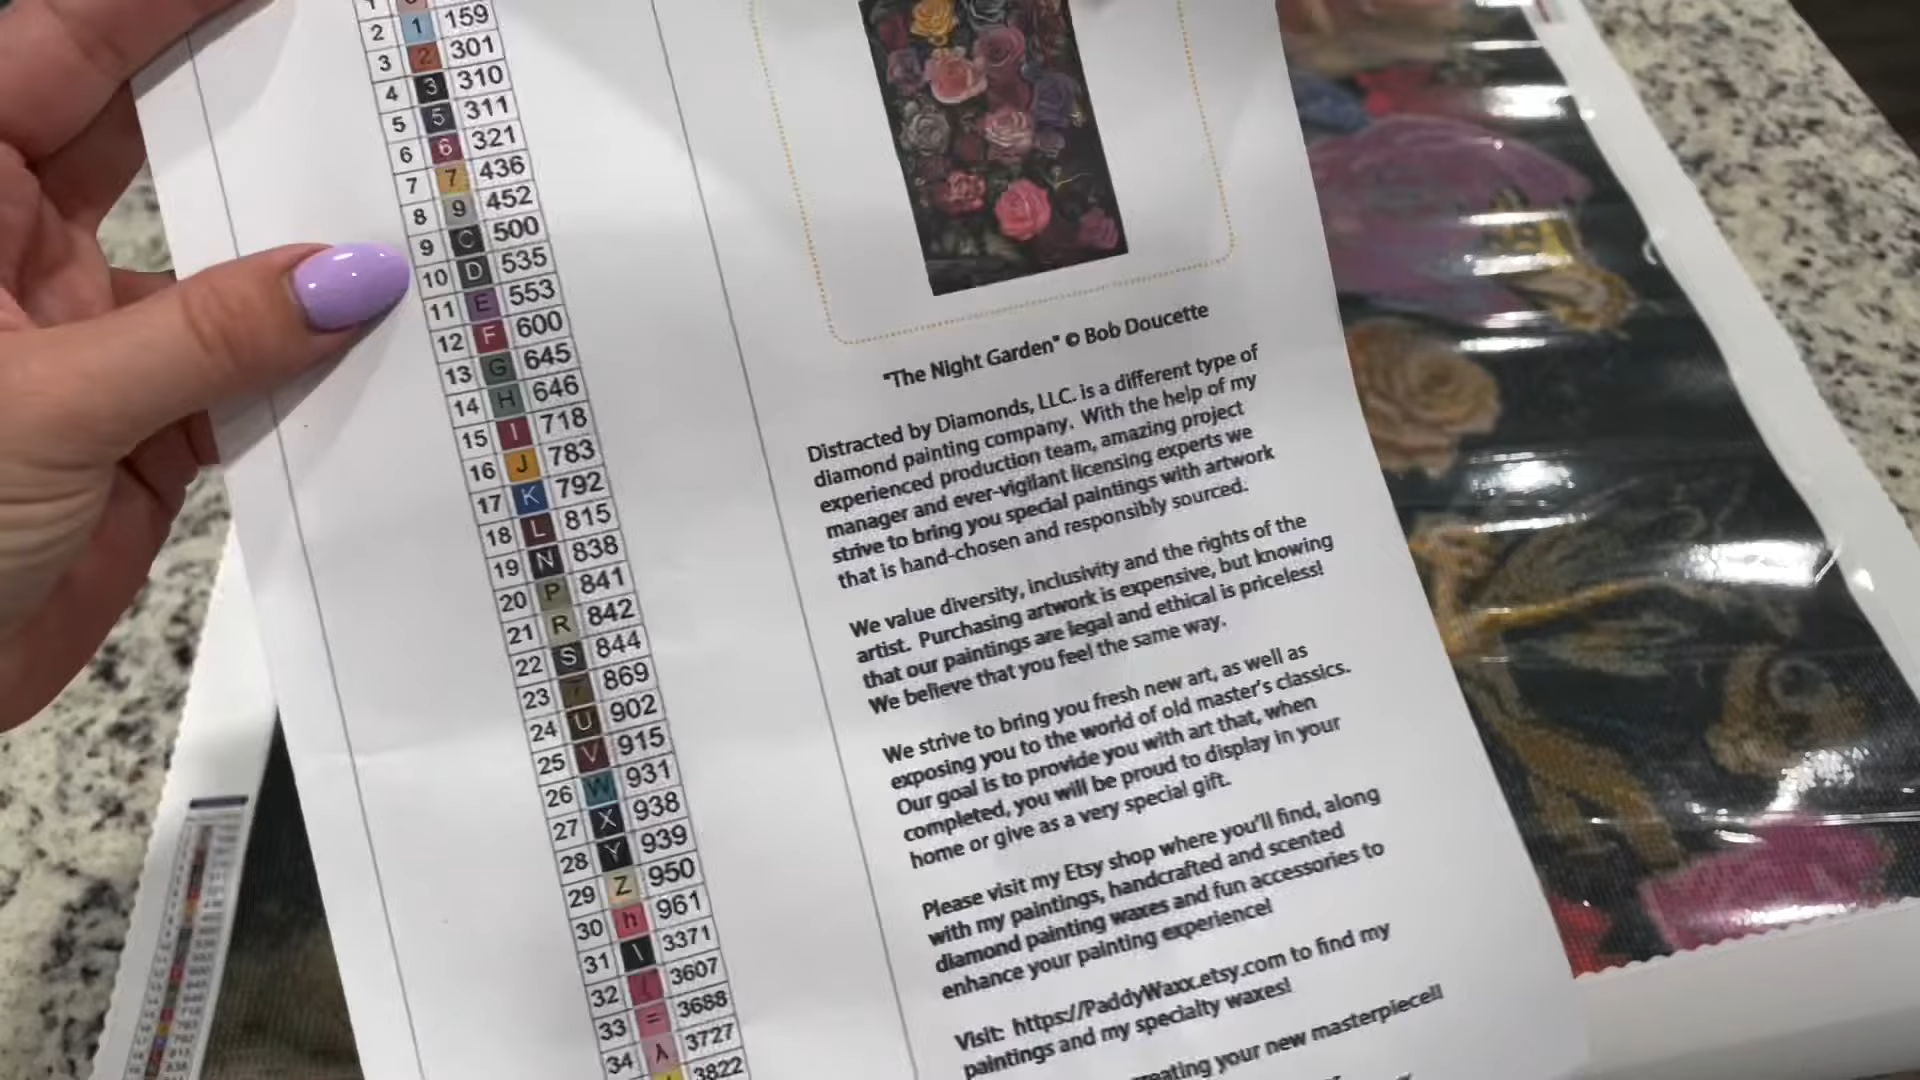 2 1 159
3 2 301
4 3 310
5 5 311
6 6 321
7 7 436
8 9 452
9 C 500
10 D 535
11 E 553
12 F 600
13 G 645
14 H 646
15 I 718
16 J 783
17 K 792
18 L 815
19 N 838
20 P 841
21 R 842
22 S 844
23 869
24 U 902
25 V 915
26 W 931
27 X 938
28 Y 939
29 Z 950
30 h 961
31 \ 3371
32 3607
33 = 3688
34 λ 3727
3822
"The Night Garden" © Bob Doucette
Distracted by Diamonds, LLC. is a different type of
diamond painting company. With the help of my
experienced production team, amazing project
manager and ever-vigilant licensing experts we
strive to bring you special paintings with artwork
that is hand-chosen and responsibly sourced.
We value diversity, inclusivity and the rights of the
artist. Purchasing artwork is expensive, but knowing
that our paintings are legal and ethical is priceless!
We believe that you feel the same way.
We strive to bring you fresh new art, as well as
exposing you to the world of old master's classics.
Our goal is to provide you with art that, when
completed, you will be proud to display in your
home or give as a very special gift.
Please visit my Etsy shop where you'll find, along
with my paintings, handcrafted and scented
diamond painting waxes and fun accessories to
enhance your painting experience!
Visit: https://PaddyWaxx.etsy.com to find my
paintings and my specialty waxes!
your new masterpiece!!